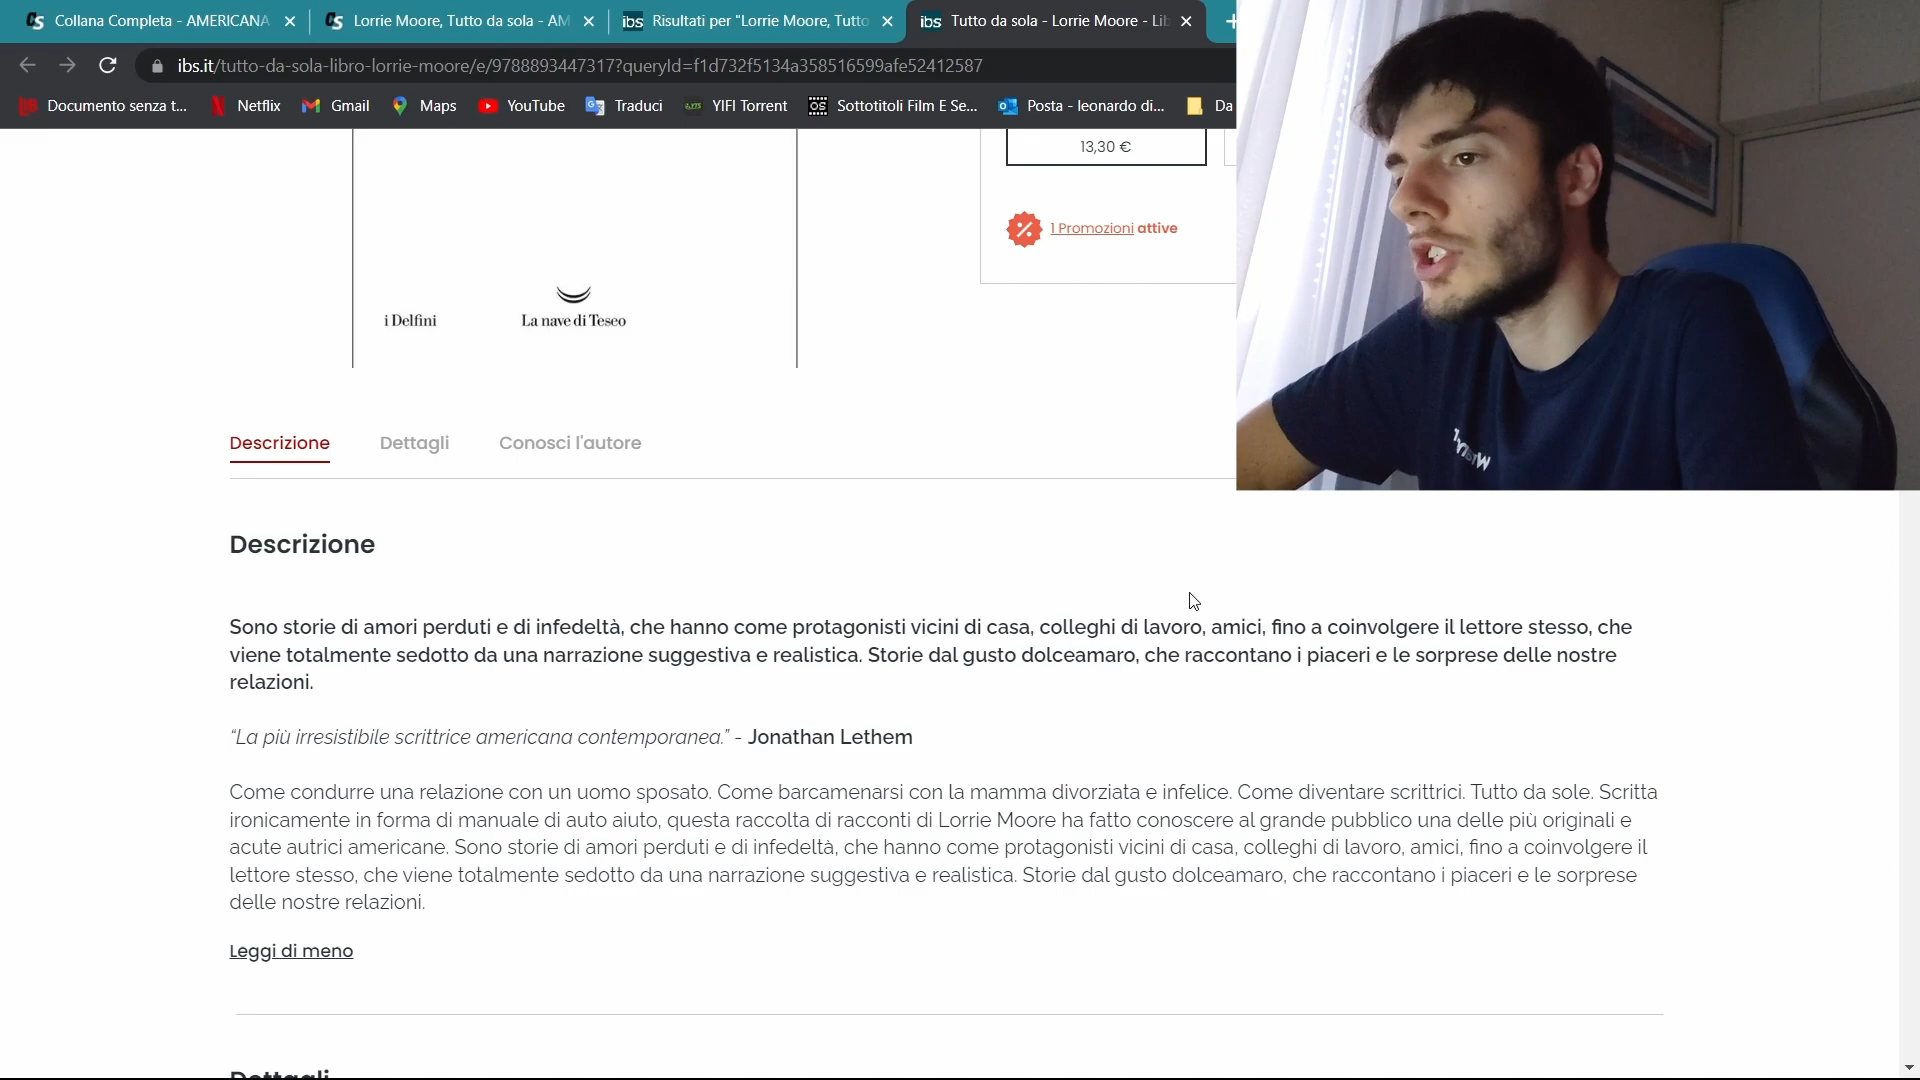 Collana Completa - AMERICANA
Lorrie Moore, Tutto da sola - AM
ibs Risultati per "Lorrie Moore, Tutto
ibs Tutto da sola - Lorrie Moore - Lib
ibs.it/tutto-da-sola-libro-lorrie-moore/e/9788893447317?queryId=f1d732f5134a358516599afe52412587
Documento senza t...
Netflix
Gmail
Maps
YouTube
Traduci
YIFI Torrent
OS Sottotitoli Film E Se...
Posta - leonardo di...
Da
13,30 €
1 Promozioni attive
i Delfini
La nave di Teseo
Descrizione
Dettagli
Conosci l'autore
Descrizione
Sono storie di amori perduti e di infedeltà, che hanno come protagonisti vicini di casa, colleghi di lavoro, amici, fino a coinvolgere il lettore stesso, che
viene totalmente sedotto da una narrazione suggestiva e realistica. Storie dal gusto dolceamaro, che raccontano i piaceri e le sorprese delle nostre
relazioni.
“La più irresistibile scrittrice americana contemporanea.” - Jonathan Lethem
Come condurre una relazione con un uomo sposato. Come barcamenarsi con la mamma divorziata e infelice. Come diventare scrittrici. Tutto da sole. Scritta
ironicamente in forma di manuale di auto aiuto, questa raccolta di racconti di Lorrie Moore ha fatto conoscere al grande pubblico una delle più originali e
acute autrici americane. Sono storie di amori perduti e di infedeltà, che hanno come protagonisti vicini di casa, colleghi di lavoro, amici, fino a coinvolgere il
lettore stesso, che viene totalmente sedotto da una narrazione suggestiva e realistica. Storie dal gusto dolceamaro, che raccontano i piaceri e le sorprese
delle nostre relazioni.
Leggi di meno
Dettagli